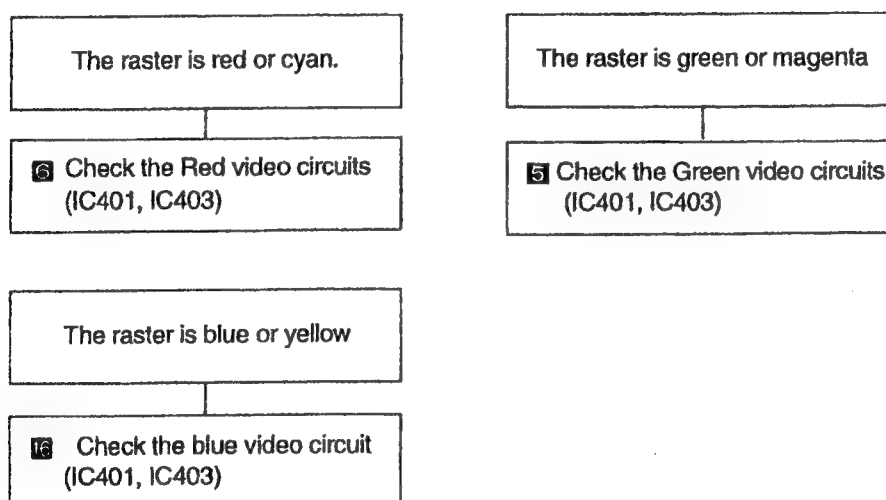 The raster is red or cyan.
6 Check the Red video circuits
(IC401, IC403)
The raster is green or magenta
5 Check the Green video circuits
(IC401, IC403)
The raster is blue or yellow
16 Check the blue video circuit
(IC401, IC403)